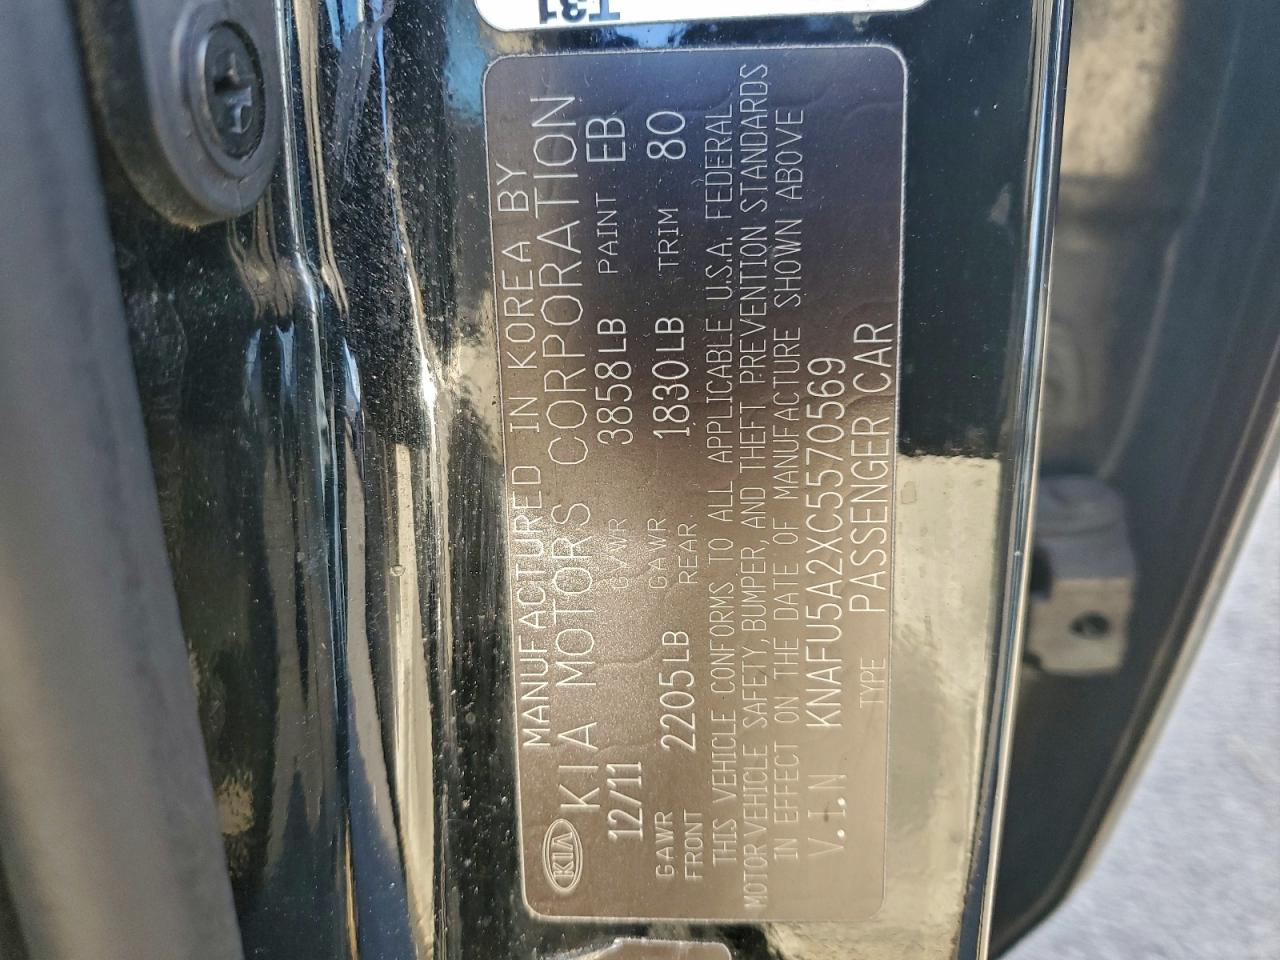 T31
MANUFACTURED IN KOREA BY
KIA KIA MOTORS CORPORATION
12/11 GVWR 3858LB PAINT EB
GAWR FRONT 2205LB GAWR REAR 1830LB TRIM 80
THIS VEHICLE CONFORMS TO ALL APPLICABLE U.S.A. FEDERAL
MOTOR VEHICLE SAFETY, BUMPER, AND THEFT PREVENTION STANDARDS
IN EFFECT ON THE DATE OF MANUFACTURE SHOWN ABOVE
V.I.N KNAFU5A2XC5570569
TYPE PASSENGER CAR